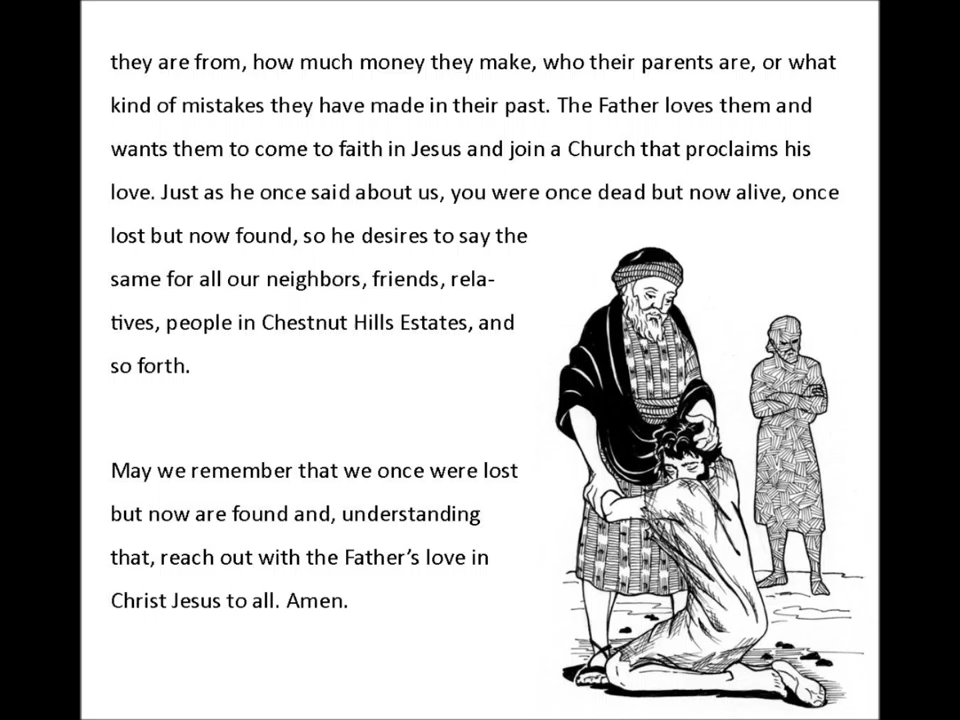 they are from, how much money they make, who their parents are, or what
kind of mistakes they have made in their past. The Father loves them and
wants them to come to faith in Jesus and join a Church that proclaims his
love. Just as he once said about us, you were once dead but now alive, once
lost but now found, so he desires to say the
same for all our neighbors, friends, rela-
tives, people in Chestnut Hills Estates, and
so forth.
May we remember that we once were lost
but now are found and, understanding
that, reach out with the Father’s love in
Christ Jesus to all. Amen.